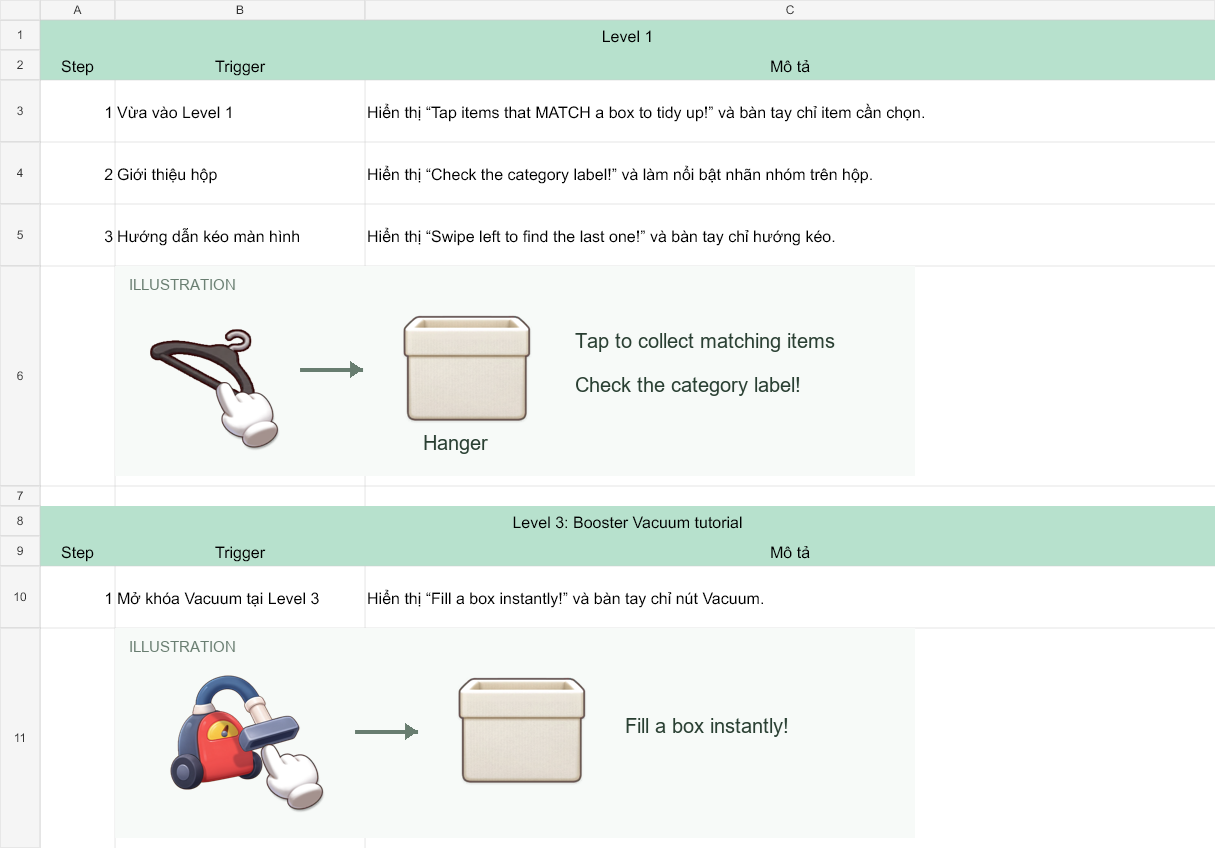 A B C
1 Level 1
2 Step Trigger Mô tả
3 1 Vừa vào Level 1 Hiển thị “Tap items that MATCH a box to tidy up!” và bàn tay chỉ item cần chọn.
4 2 Giới thiệu hộp Hiển thị “Check the category label!” và làm nổi bật nhãn nhóm trên hộp.
5 3 Hướng dẫn kéo màn hình Hiển thị “Swipe left to find the last one!” và bàn tay chỉ hướng kéo.
ILLUSTRATION
Tap to collect matching items
6 Check the category label!
Hanger
7
8 Level 3: Booster Vacuum tutorial
9 Step Trigger Mô tả
10 1 Mở khóa Vacuum tại Level 3 Hiển thị “Fill a box instantly!” và bàn tay chỉ nút Vacuum.
ILLUSTRATION
11 Fill a box instantly!